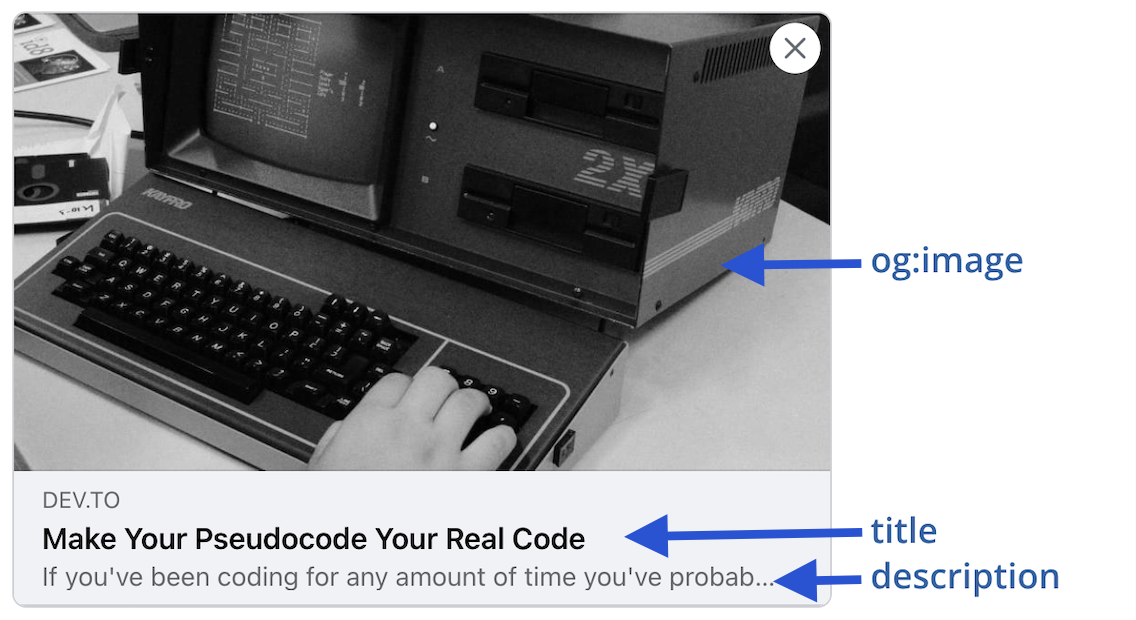 A
B
2X
KAYPRO
og:image
DEV.TO
Make Your Pseudocode Your Real Code
title
If you've been coding for any amount of time you've probab...
description